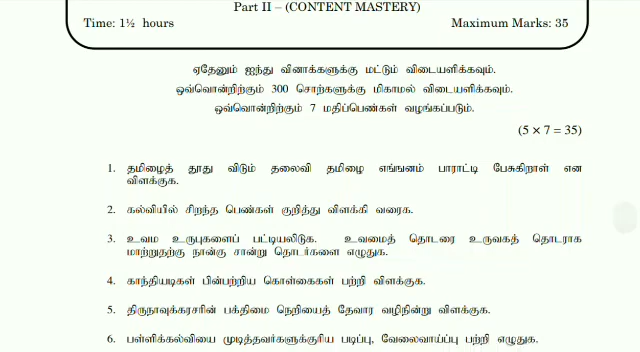 Part II – (CONTENT MASTERY)
Time: 1½ hours Maximum Marks: 35
ஏதேனும் ஐந்து வினாக்களுக்கு மட்டும் விடையளிக்கவும்.
ஒவ்வொன்றிற்கும் 300 சொற்களுக்கு மிகாமல் விடையளிக்கவும்.
ஒவ்வொன்றிற்கும் 7 மதிப்பெண்கள் வழங்கப்படும்.
(5 × 7 = 35)
1. தமிழைத் தூது விடும் தலைவி தமிழை எங்ஙனம் பாராட்டி பேசுகிறாள் என
விளக்குக.
2. கல்வியில் சிறந்த பெண்கள் குறித்து விளக்கி வரைக.
3. உவம உருபுகளைப் பட்டியலிடுக. உவமைத் தொடரை உருவகத் தொடராக
மாற்றுதற்கு நான்கு சான்று தொடர்களை எழுதுக.
4. காந்தியடிகள் பின்பற்றிய கொள்கைகள் பற்றி விளக்குக.
5. திருநாவுக்கரசரின் பக்திமை நெறியைத் தேவார வழிநின்று விளக்குக.
6. பள்ளிக்கல்வியை முடித்தவர்களுக்குரிய படிப்பு, வேலைவாய்ப்பு பற்றி எழுதுக.